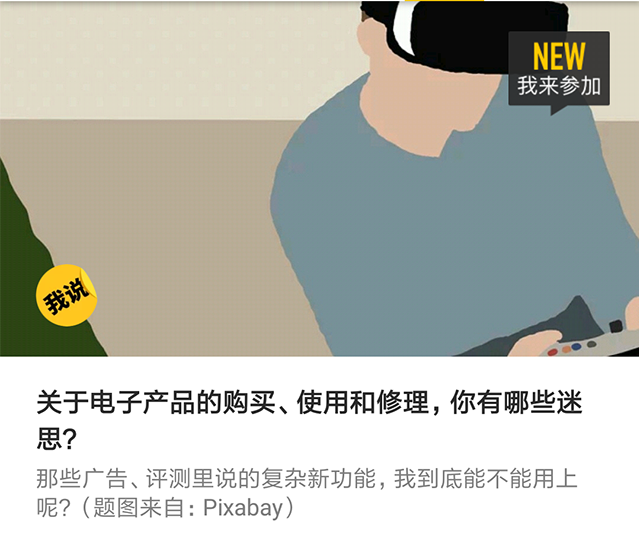 NEW
我来参加
我说
关于电子产品的购买、使用和修理，你有哪些迷
思？
那些广告、评测里说的复杂新功能，我到底能不能用上
呢？（题图来自：Pixabay）